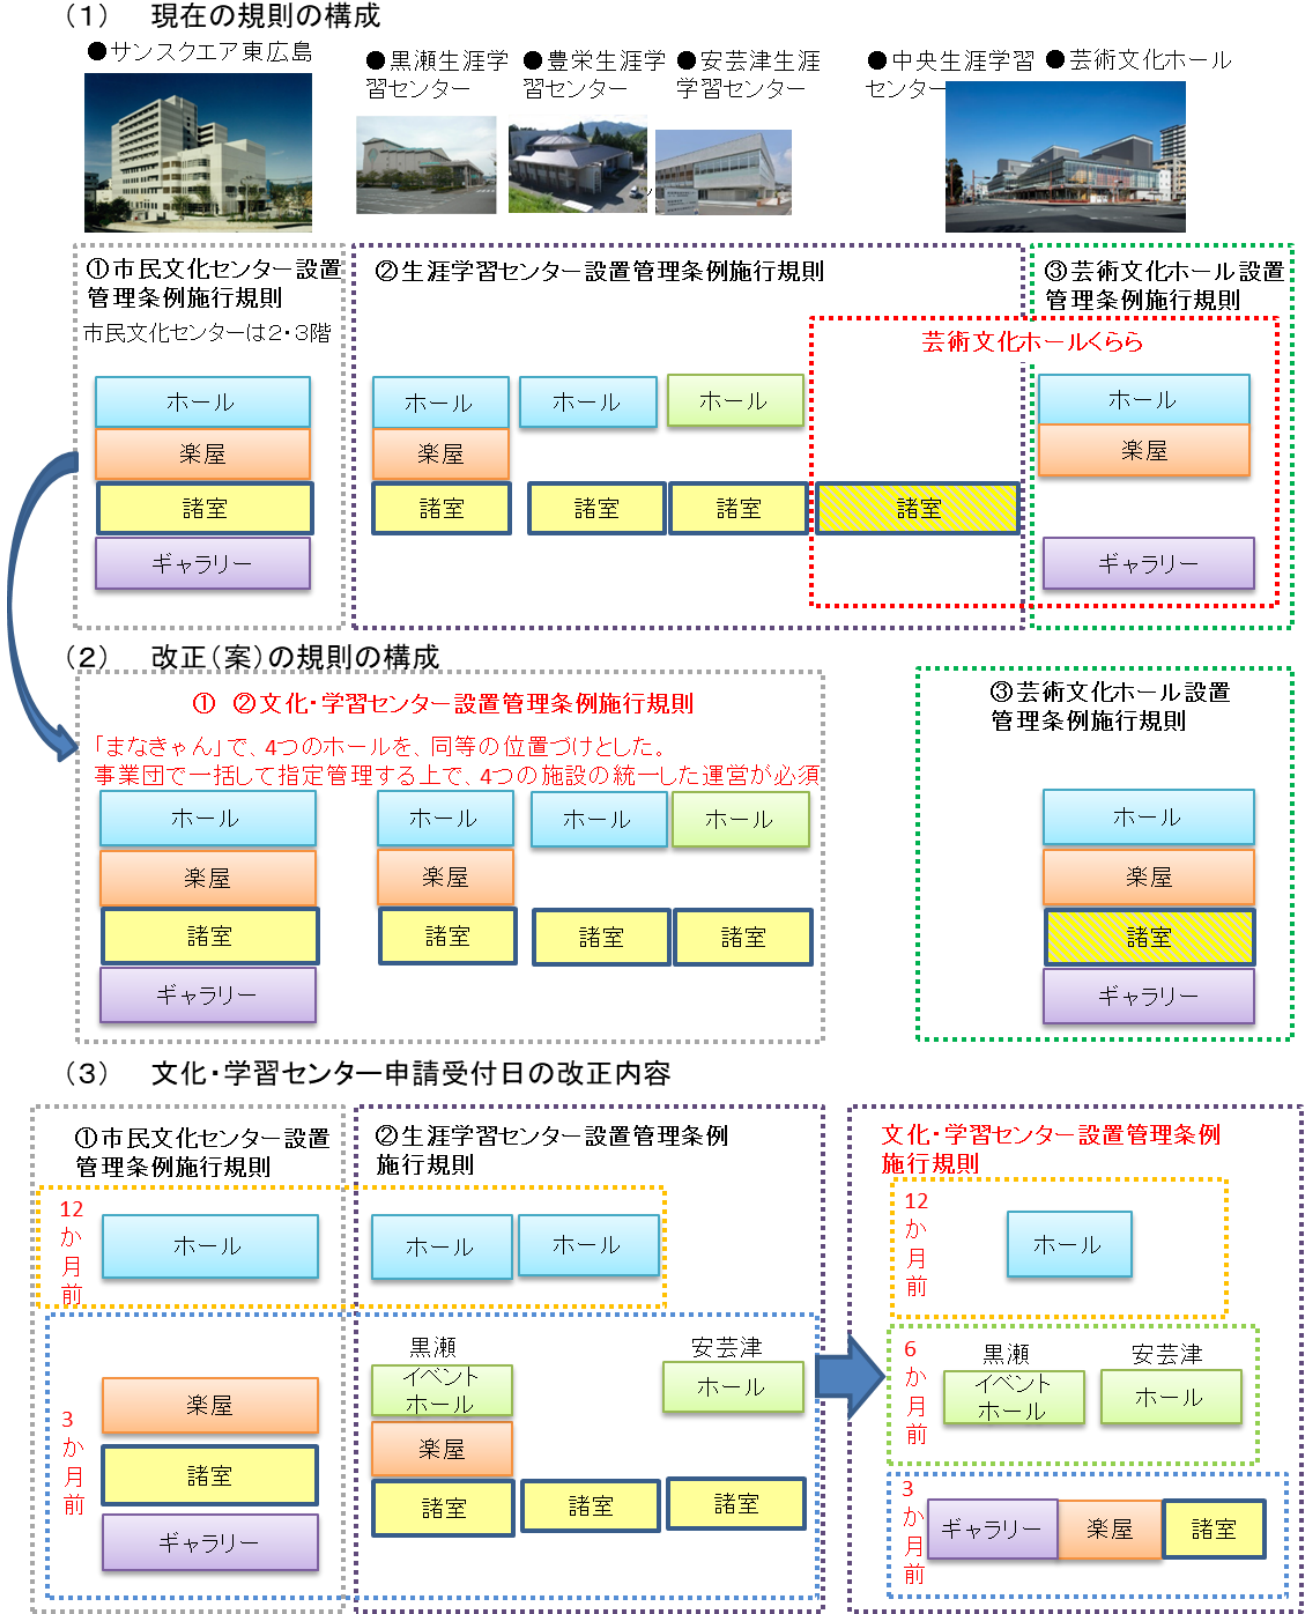 （１）　現在の規則の構成
●サンスクエア東広島
●黒瀬生涯学
習センター
●豊栄生涯学
習センター
●安芸津生涯
学習センター
●中央生涯学習
センター
●芸術文化ホール
①市民文化センター設置
管理条例施行規則
市民文化センターは２・３階
②生涯学習センター設置管理条例施行規則
③芸術文化ホール設置
管理条例施行規則
芸術文化ホールくらら
ホール
ホール
ホール
ホール
ホール
楽屋
楽屋
楽屋
諸室
諸室
諸室
諸室
諸室
ギャラリー
ギャラリー
（２）　改正（案）の規則の構成
①　②文化・学習センター設置管理条例施行規則
「まなきゃん」で、4つのホールを、同等の位置づけとした。
事業団で一括して指定管理する上で、4つの施設の統一した運営が必須
③芸術文化ホール設置
管理条例施行規則
ホール
ホール
ホール
ホール
ホール
楽屋
楽屋
楽屋
諸室
諸室
諸室
諸室
諸室
ギャラリー
ギャラリー
（３）　文化・学習センター申請受付日の改正内容
①市民文化センター設置
管理条例施行規則
②生涯学習センター設置管理条例
施行規則
文化・学習センター設置管理条例
施行規則
12
か
月
前
ホール
ホール
ホール
12
か
月
前
ホール
3
か
月
前
楽屋
諸室
ギャラリー
黒瀬
イベント
ホール
楽屋
諸室
諸室
安芸津
ホール
諸室
6
か
月
前
黒瀬
イベント
ホール
安芸津
ホール
3
か
月
前
ギャラリー
楽屋
諸室